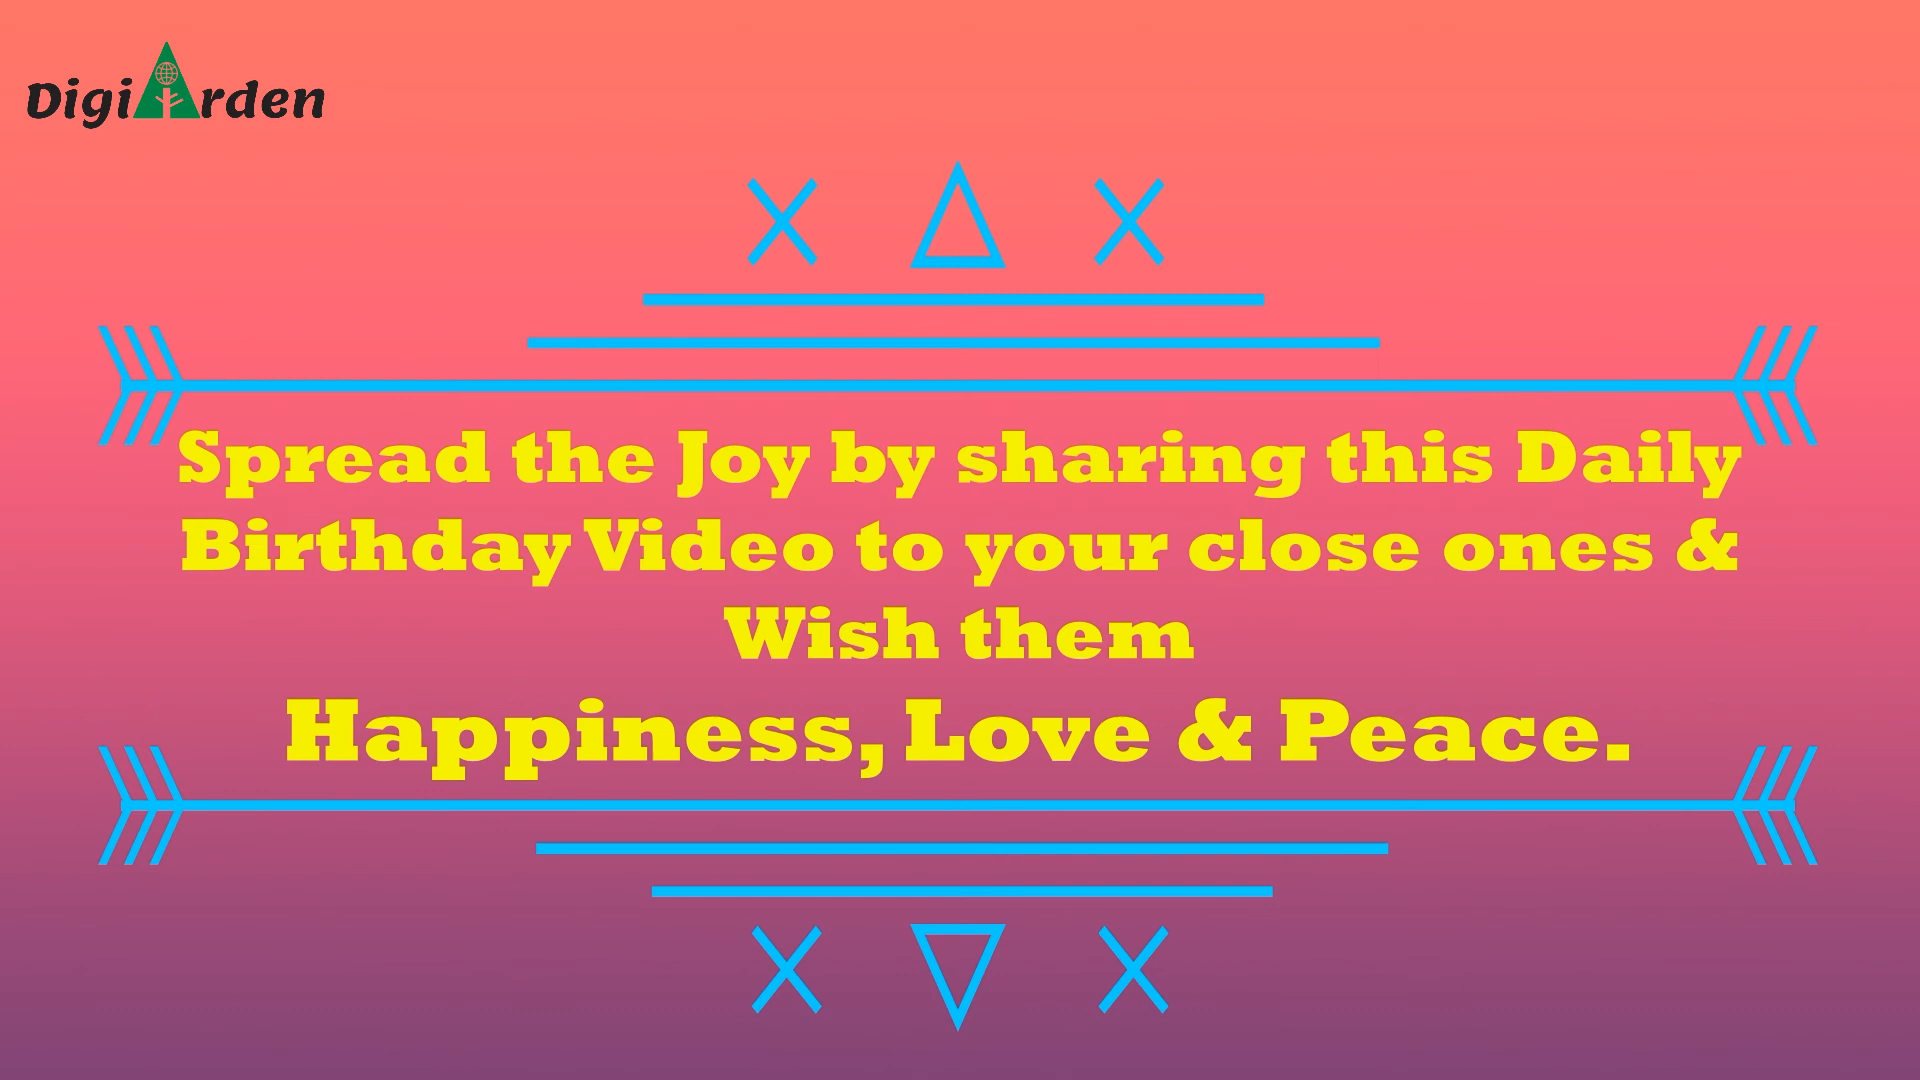 DigiArden
Spread the Joy by sharing this Daily
Birthday Video to your close ones &
Wish them
Happiness, Love & Peace.